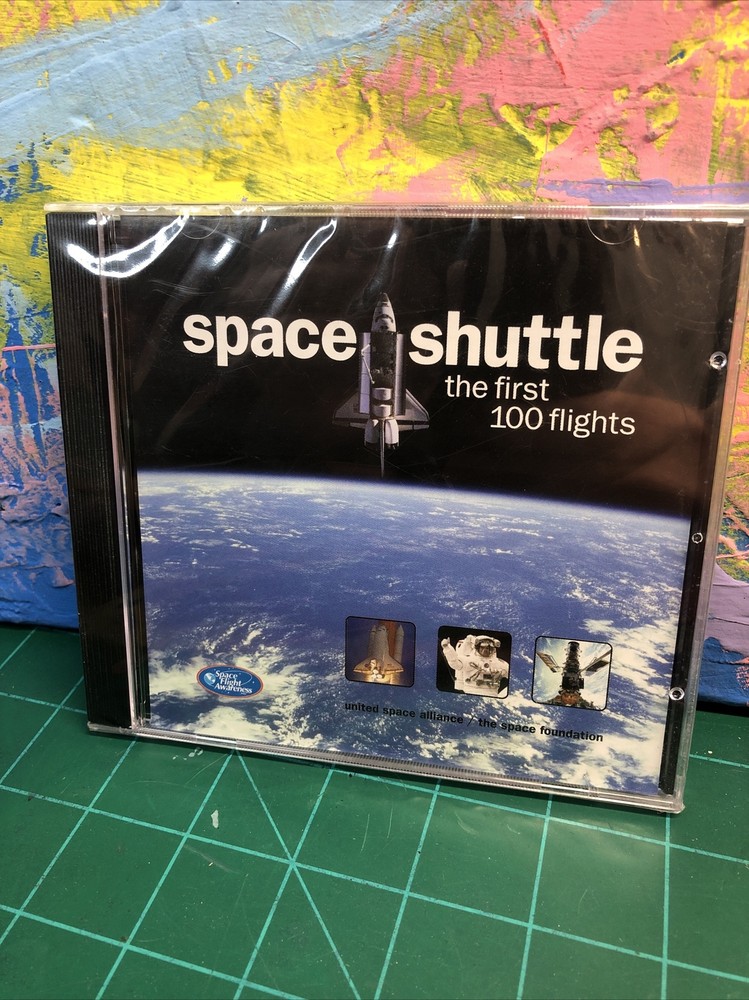 space shuttle
the first
100 flights
Space
Flight
Awareness
united space alliance / the space foundation